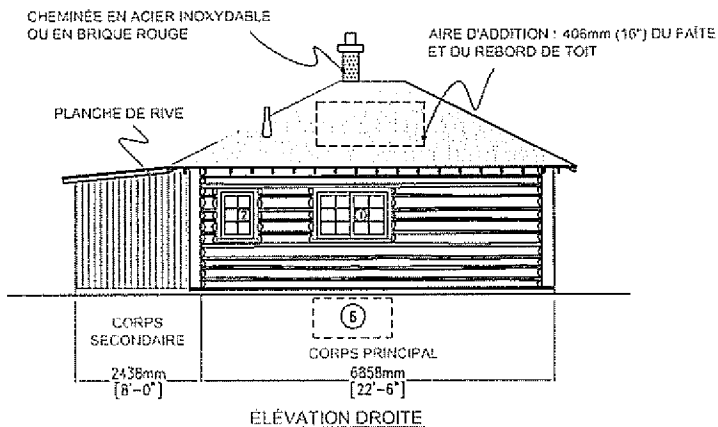 CHEMINÉE EN ACIER INOXYDABLE
OU EN BRIQUE ROUGE
AIRE D'ADDITION : 406mm (16") DU FAÎTE
ET DU REBORD DE TOIT
PLANCHE DE RIVE
2
1
6
CORPS
SECONDAIRE
CORPS PRINCIPAL
2438mm
[8'-0"]
6858mm
[22'-6"]
ÉLÉVATION DROITE